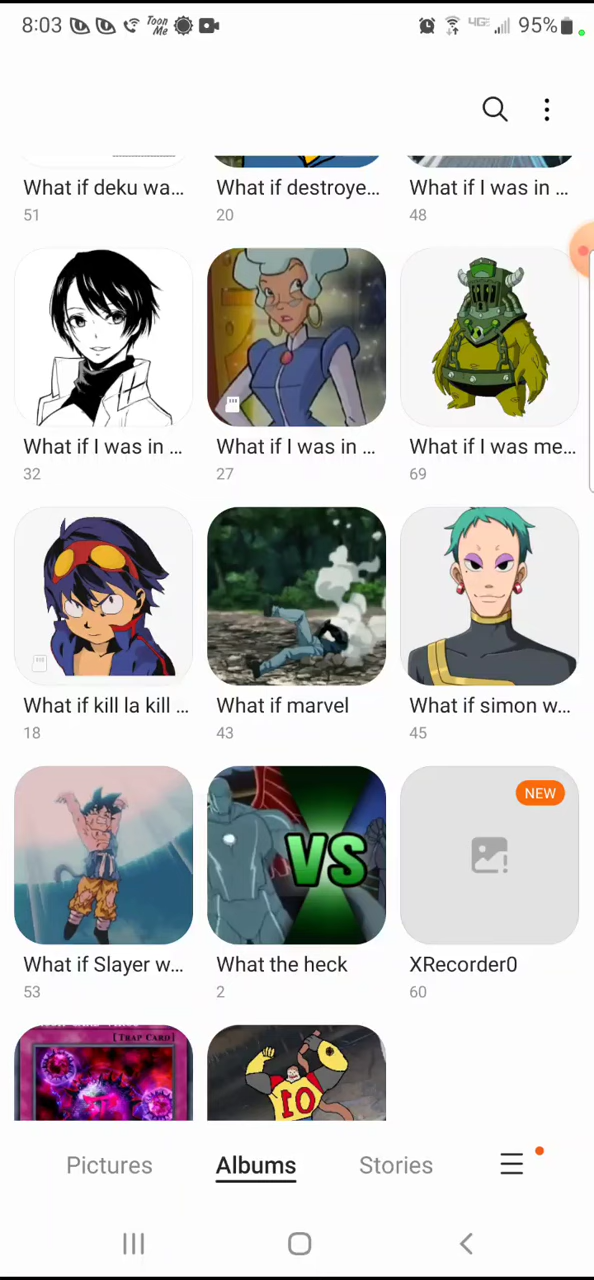 8:03 Toon Me 4GE 95%
What if deku wa... What if destroye... What if I was in ...
51 20 48
What if I was in ... What if I was in ... What if I was me...
32 27 69
What if kill la kill ... What if marvel What if simon w...
18 43 45
VS NEW
What if Slayer w... What the heck XRecorder0
53 2 60
[TRAP CARD]
10
Pictures Albums Stories